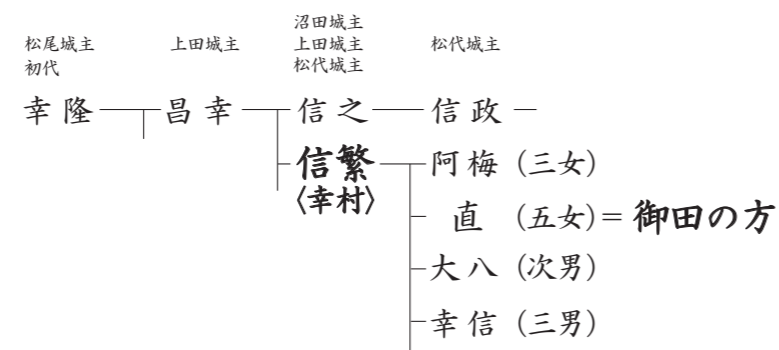 松尾城主
初代
幸隆
上田城主
昌幸
沼田城主
上田城主
松代城主
信之
松代城主
信政
信繁
〈幸村〉
阿梅(三女)
直(五女)=御田の方
大八(次男)
幸信(三男)